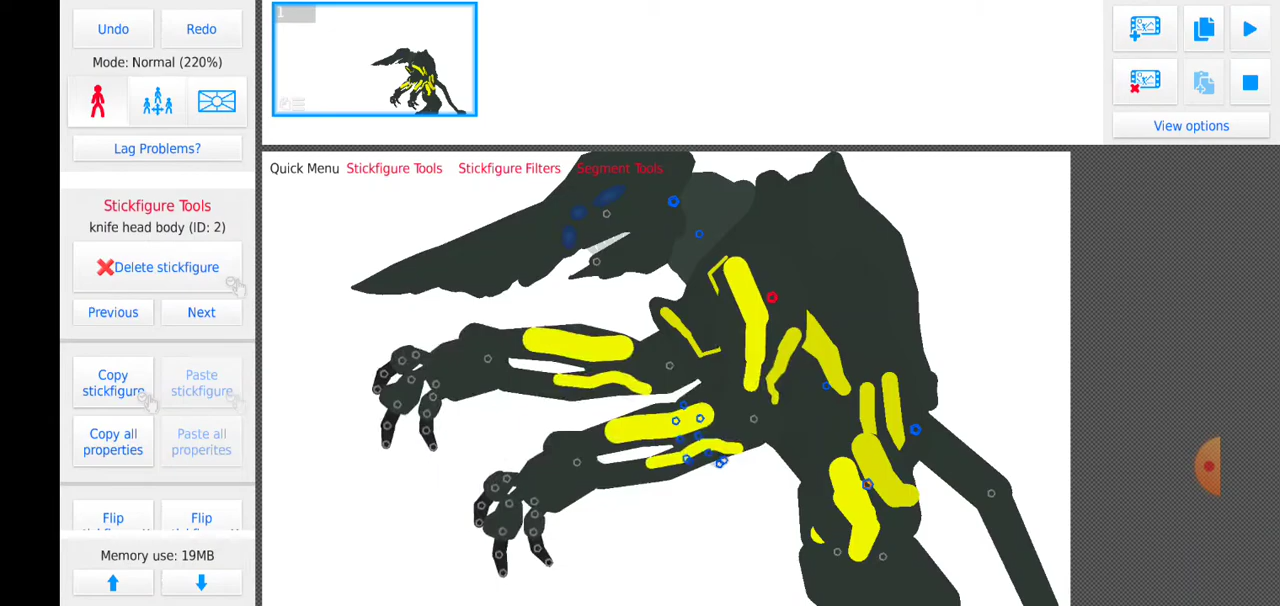 Undo
Redo
Mode: Normal (220%)
Lag Problems?
Stickfigure Tools
knife head body (ID: 2)
Delete stickfigure
Previous
Next
Copy
stickfigure
Paste
stickfigure
Copy all
properties
Paste all
properites
Flip
Flip
Memory use: 19MB
1
View options
Quick Menu
Stickfigure Tools
Stickfigure Filters
Segment Tools